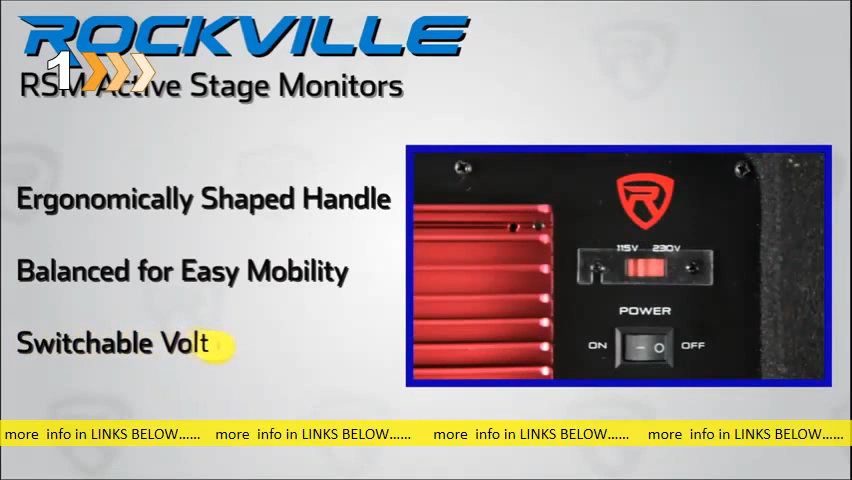 ROCKVILLE
1
RSM Active Stage Monitors
Ergonomically Shaped Handle
Balanced for Easy Mobility
Switchable Volt
R
115V 230V
POWER
ON OFF
more info in LINKS BELOW...... more info in LINKS BELOW...... more info in LINKS BELOW...... more info in LINKS BELOW......